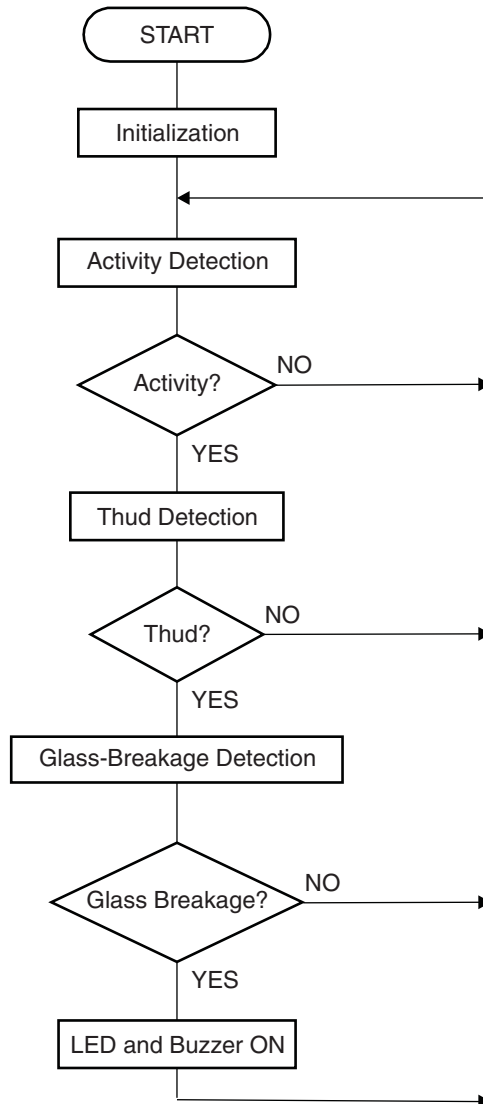 START
Initialization
Activity Detection
Activity?
NO
YES
Thud Detection
Thud?
NO
YES
Glass-Breakage Detection
Glass Breakage?
NO
YES
LED and Buzzer ON